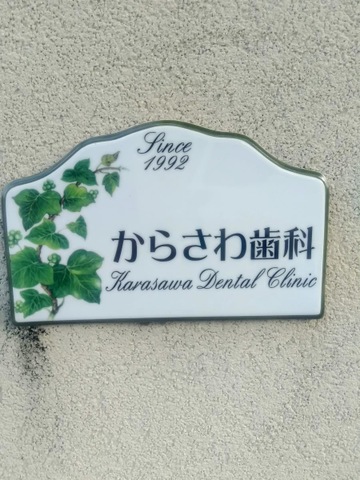 Since
1992
からさわ歯科
Karasawa Dental Clinic